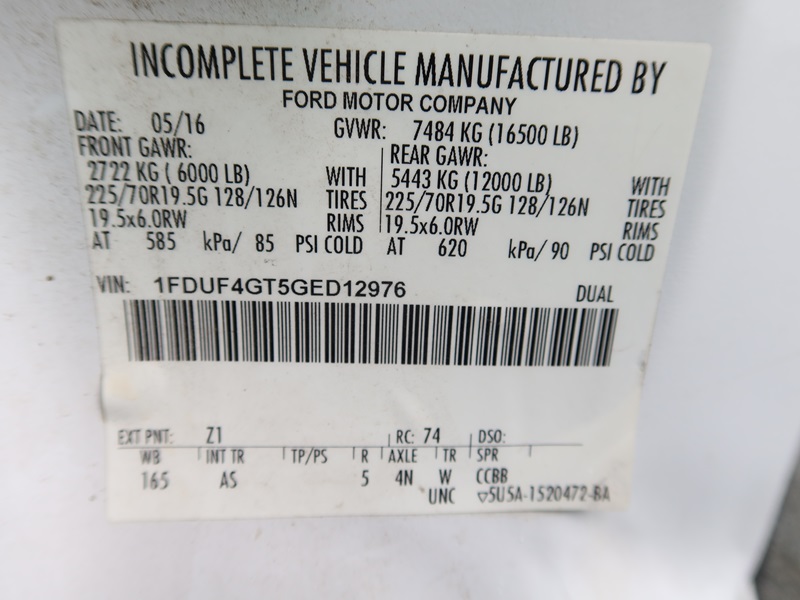 INCOMPLETE VEHICLE MANUFACTURED BY
FORD MOTOR COMPANY
DATE: 05/16 GVWR: 7484 KG (16500 LB)
FRONT GAWR: REAR GAWR:
2722 KG ( 6000 LB) WITH 5443 KG (12000 LB) WITH
225/70R19.5G 128/126N TIRES 225/70R19.5G 128/126N TIRES
19.5x6.0RW RIMS 19.5x6.0RW RIMS
AT 585 kPa/ 85 PSI COLD AT 620 kPa/ 90 PSI COLD
VIN: 1FDUF4GT5GED12976 DUAL
EXT PNT: Z1 RC: 74 DSO:
WB INT TR TP/PS R AXLE TR SPR
165 AS 5 4N W CCBB
UNC ▽5U5A-1520472-BA